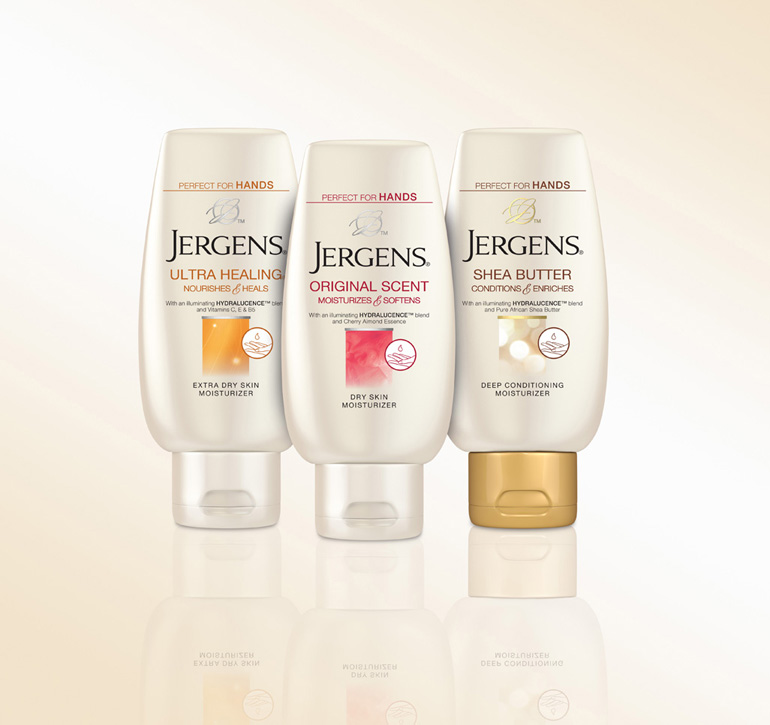 PERFECT FOR HANDS
TM
JERGENS®
ULTRA HEALING
NOURISHES & HEALS
With an illuminating HYDRALUCENCE™ blend
and Vitamins C, E & B5
EXTRA DRY SKIN
MOISTURIZER
PERFECT FOR HANDS
TM
JERGENS®
ORIGINAL SCENT
MOISTURIZES & SOFTENS
With an illuminating HYDRALUCENCE™ blend
and Cherry Almond Essence
DRY SKIN
MOISTURIZER
PERFECT FOR HANDS
TM
JERGENS®
SHEA BUTTER
CONDITIONS & ENRICHES
With an illuminating HYDRALUCENCE™ blend
and Pure African Shea Butter
DEEP CONDITIONING
MOISTURIZER